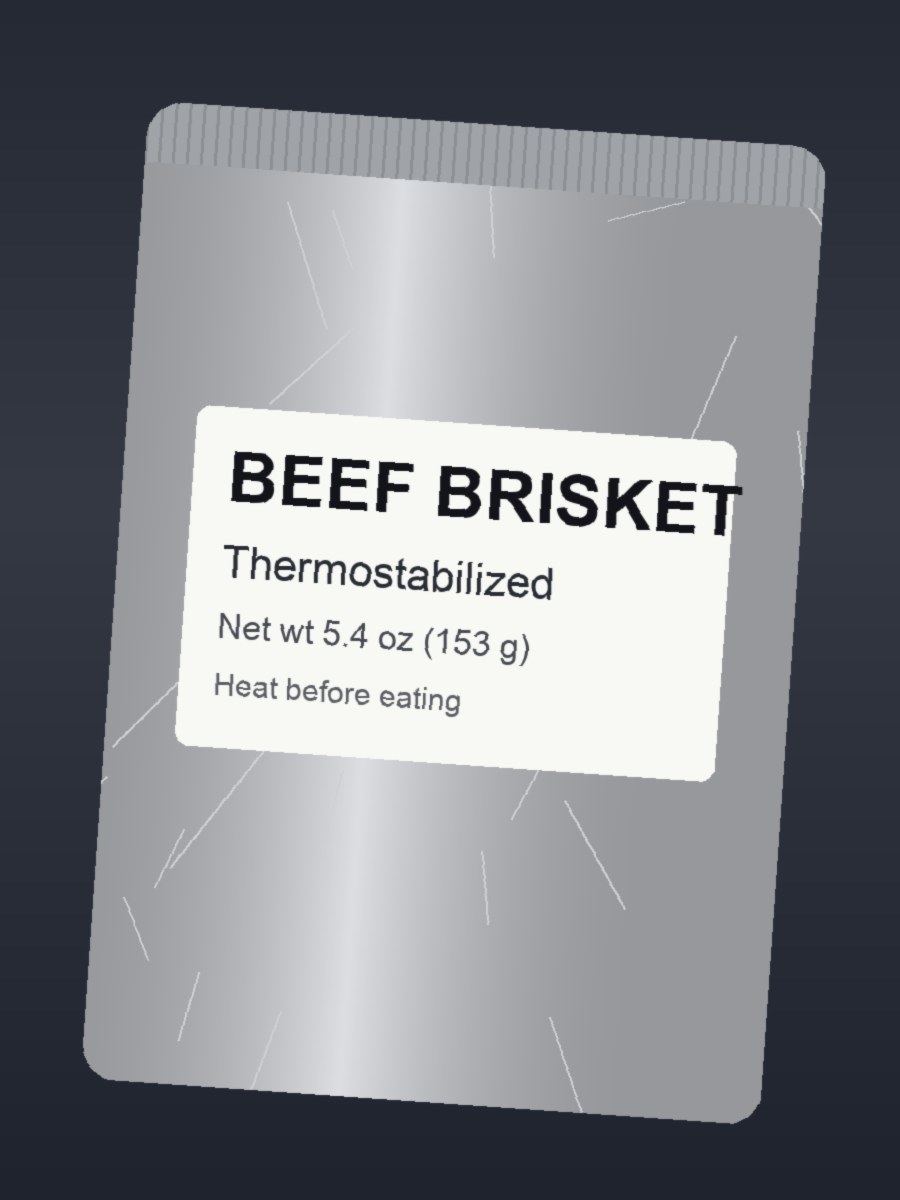 BEEF BRISKET
Thermostabilized
Net wt 5.4 oz (153 g)
Heat before eating